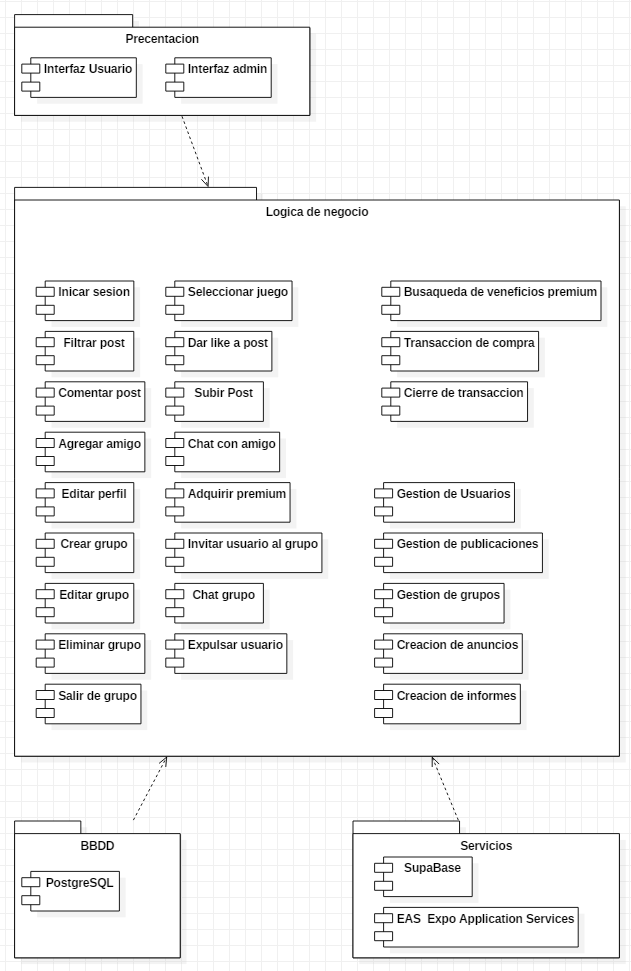 Precentacion
Interfaz Usuario
Interfaz admin
Logica de negocio
Inicar sesion
Seleccionar juego
Busaqueda de veneficios premium
Filtrar post
Dar like a post
Transaccion de compra
Comentar post
Subir Post
Cierre de transaccion
Agregar amigo
Chat con amigo
Editar perfil
Adquirir premium
Gestion de Usuarios
Crear grupo
Invitar usuario al grupo
Gestion de publicaciones
Editar grupo
Chat grupo
Gestion de grupos
Eliminar grupo
Expulsar usuario
Creacion de anuncios
Salir de grupo
Creacion de informes
BBDD
PostgreSQL
Servicios
SupaBase
EAS Expo Application Services